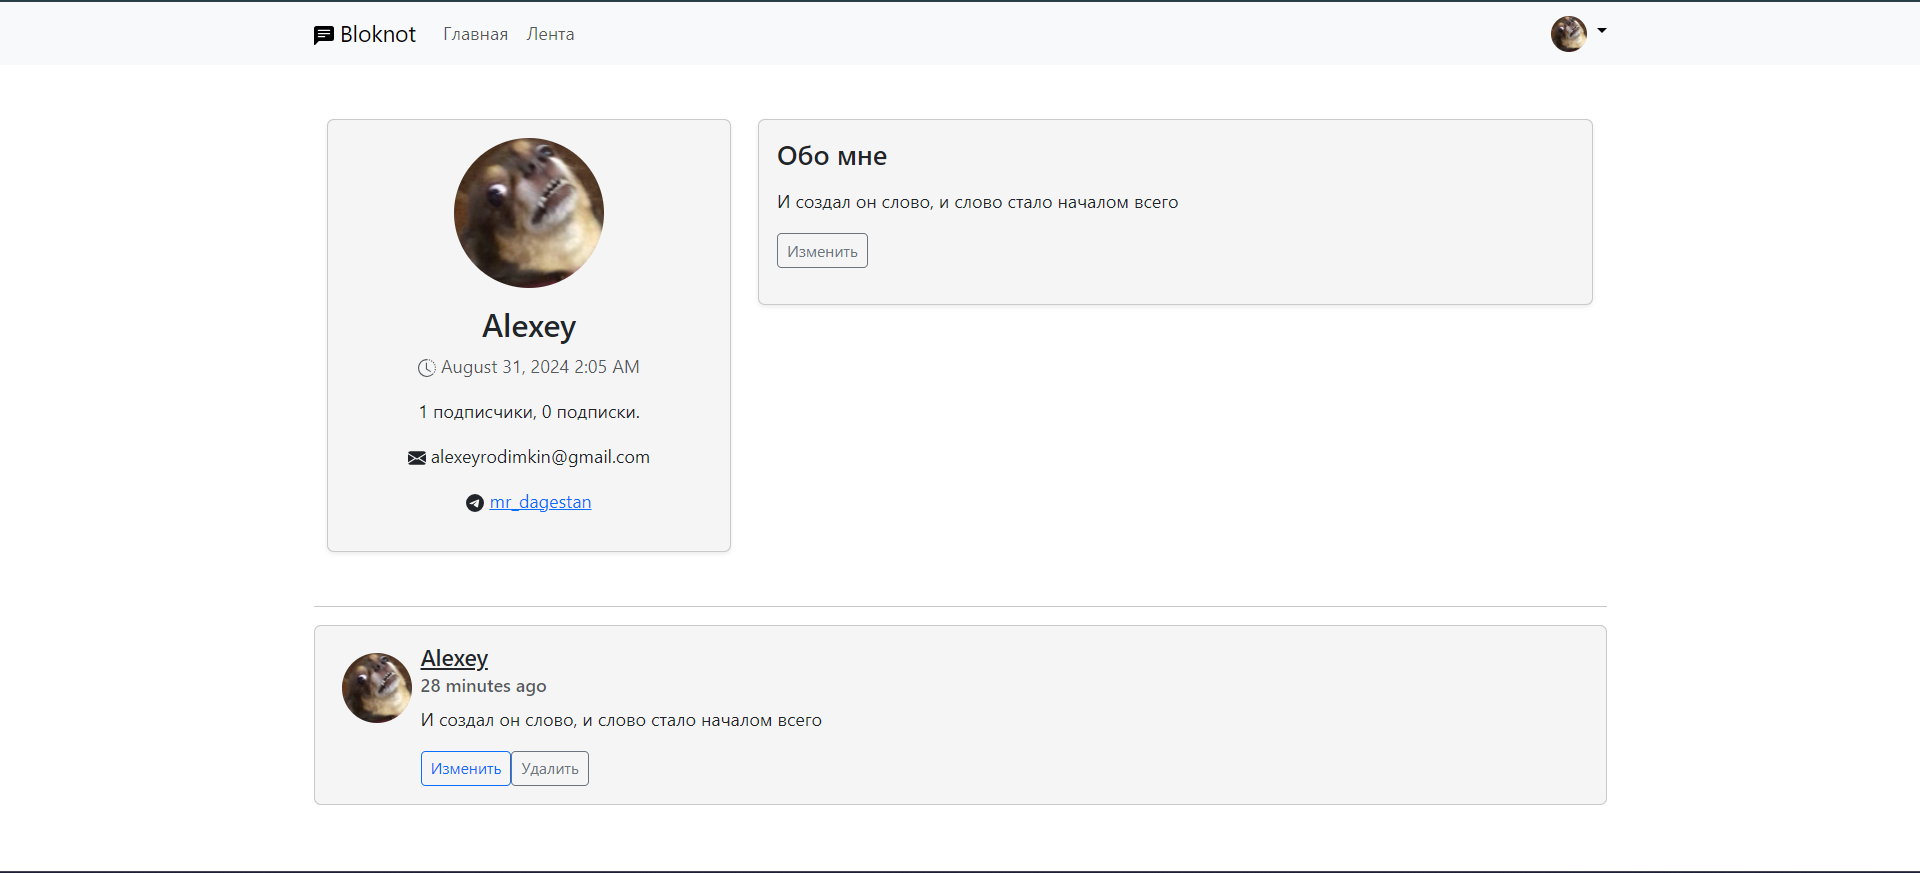 Bloknot Главная Лента
Alexey
August 31, 2024 2:05 AM
1 подписчики, 0 подписки.
alexeyrodimkin@gmail.com
mr_dagestan
Обо мне
И создал он слово, и слово стало началом всего
Изменить
Alexey
28 minutes ago
И создал он слово, и слово стало началом всего
Изменить Удалить